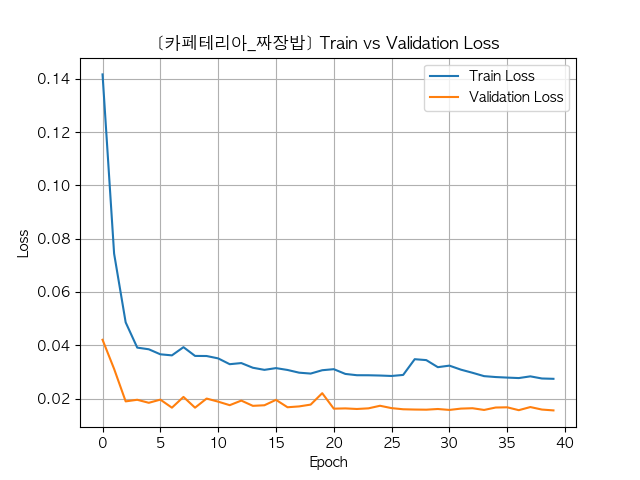 [카페테리아_짜장밥] Train vs Validation Loss
Train Loss
Validation Loss
0.14
0.12
0.10
0.08
0.06
0.04
0.02
Loss
0 5 10 15 20 25 30 35 40
Epoch